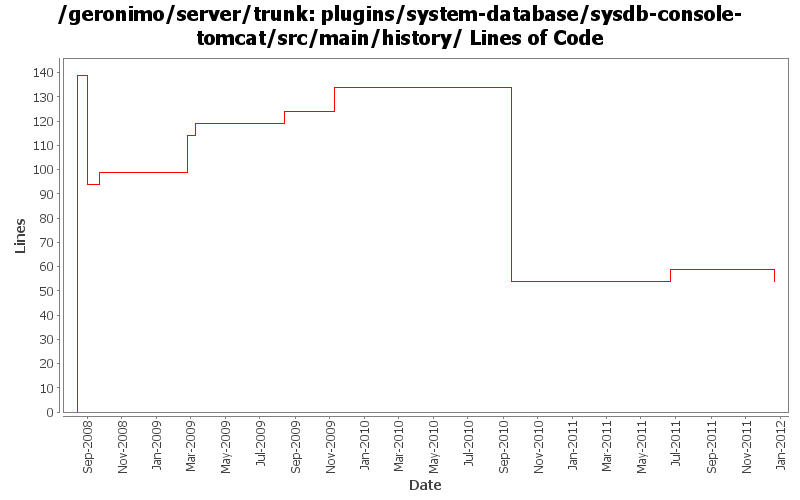 /geronimo/server/trunk: plugins/system-database/sysdb-console-
tomcat/src/main/history/ Lines of Code
140
130
120
110
100
90
80
70
60
50
40
30
20
10
0
Lines
Sep-2008
Nov-2008
Jan-2009
Mar-2009
May-2009
Jul-2009
Sep-2009
Nov-2009
Jan-2010
Mar-2010
May-2010
Jul-2010
Sep-2010
Nov-2010
Jan-2011
Mar-2011
May-2011
Jul-2011
Sep-2011
Nov-2011
Jan-2012
Date